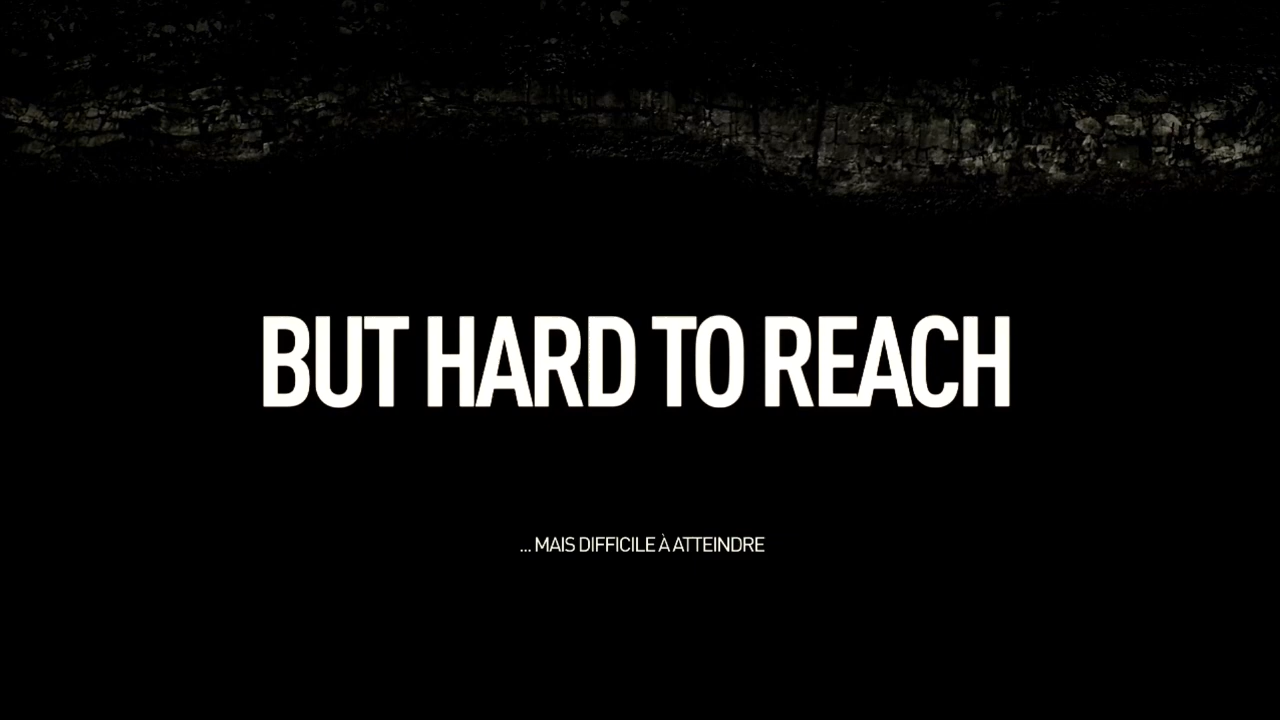 BUT HARD TO REACH
... MAIS DIFFICILE À ATTEINDRE